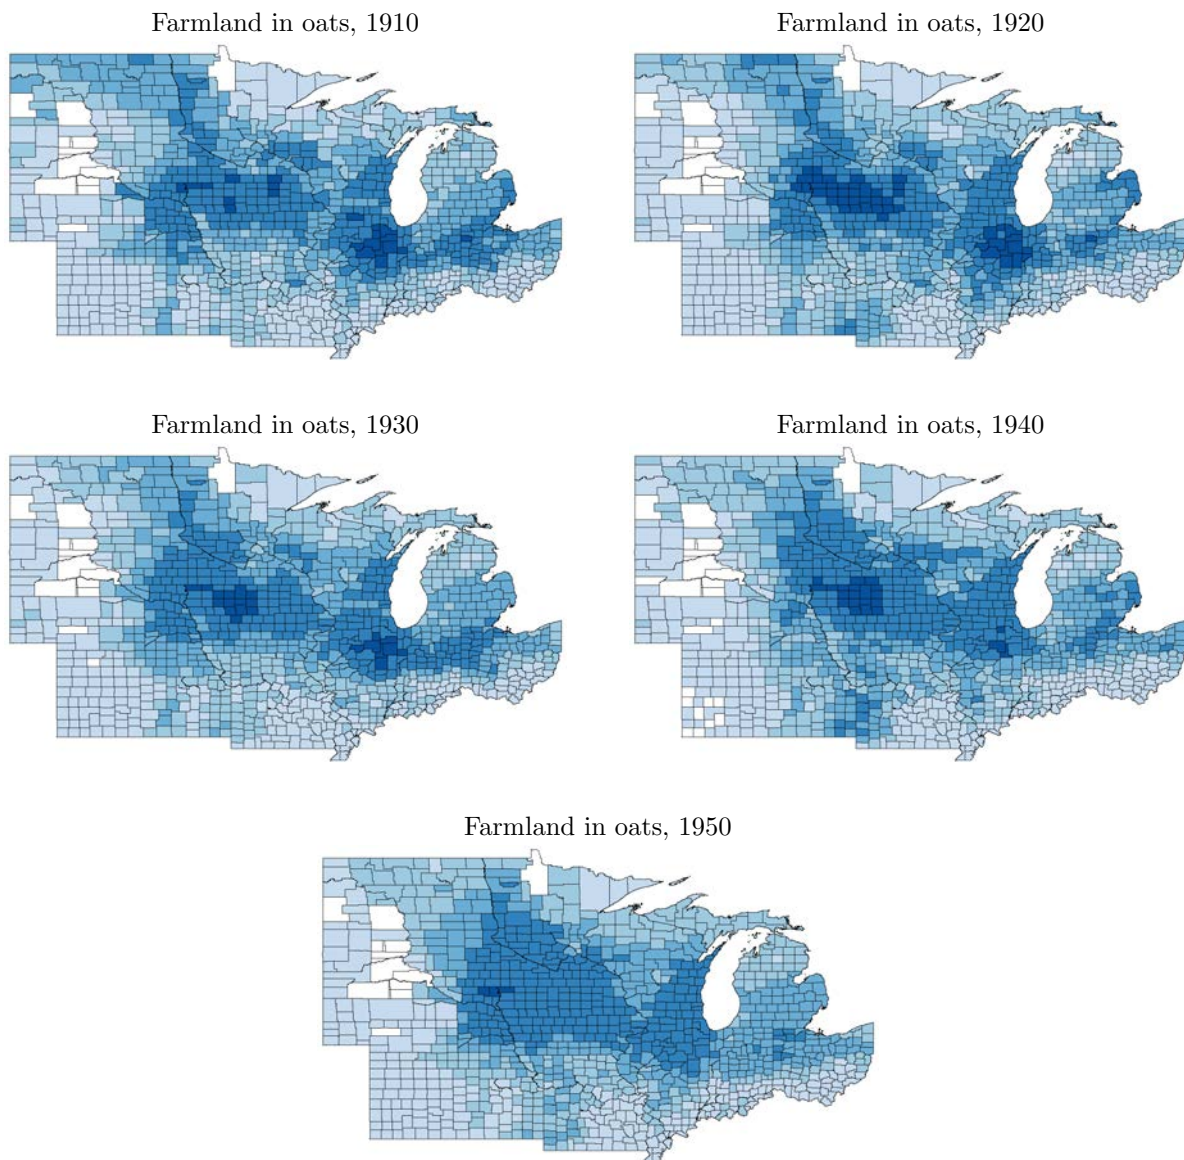 Farmland in oats, 1910
Farmland in oats, 1920
Farmland in oats, 1930
Farmland in oats, 1940
Farmland in oats, 1950